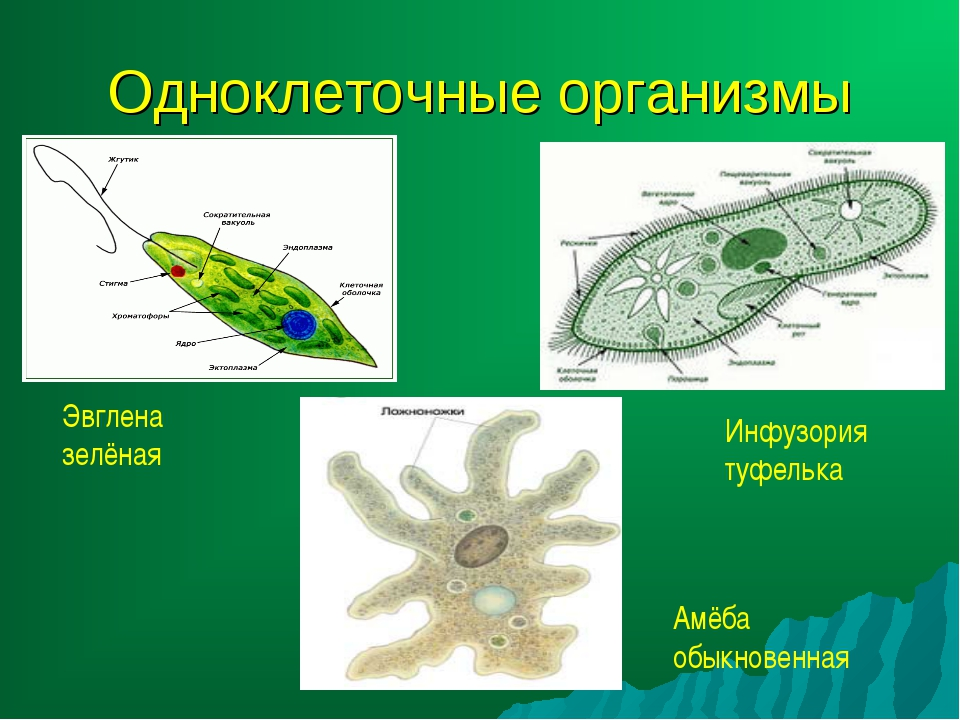 Одноклеточные организмы
Жгутик
Сократительная
вакуоль
Эндоплазма
Стигма
Клеточная
оболочка
Хроматофоры
Ядро
Эктоплазма
Эвглена
зелёная
Сократительная
вакуоль
Пищеварительная
вакуоль
Вегетативное
ядро
Реснички
Эктоплазма
Генеративное
ядро
Клеточный
рот
Эндоплазма
Клеточная
оболочка
Порошица
Инфузория
туфелька
Ложноножки
Амёба
обыкновенная